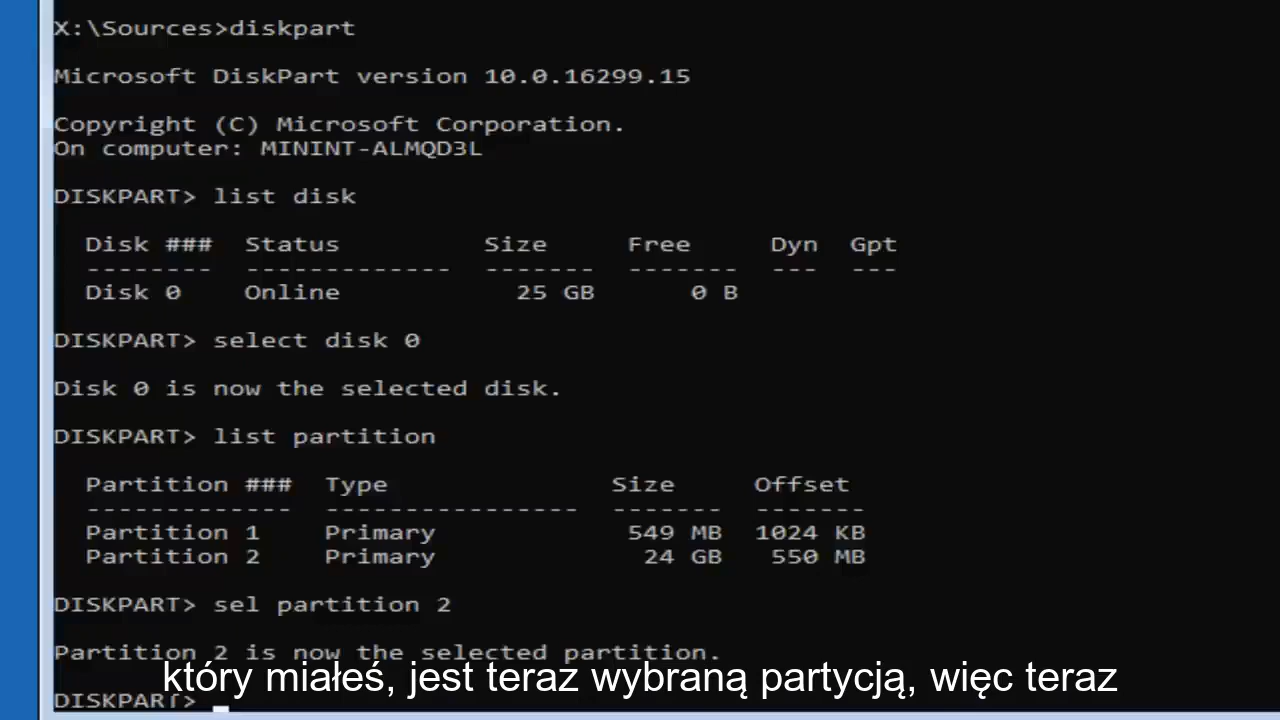 X:\Sources>diskpart
Microsoft DiskPart version 10.0.16299.15
Copyright (C) Microsoft Corporation.
On computer: MININT-ALMQD3L
DISKPART> list disk
Disk ### Status Size Free Dyn Gpt
-------- ------------- ------- ------- --- ---
Disk 0 Online 25 GB 0 B
DISKPART> select disk 0
Disk 0 is now the selected disk.
DISKPART> list partition
Partition ### Type Size Offset
------------- ---------------- ------- -------
Partition 1 Primary 549 MB 1024 KB
Partition 2 Primary 24 GB 550 MB
DISKPART> sel partition 2
Partition 2 is now the selected partition.
który miałeś, jest teraz wybraną partycją, więc teraz
DISKPART>